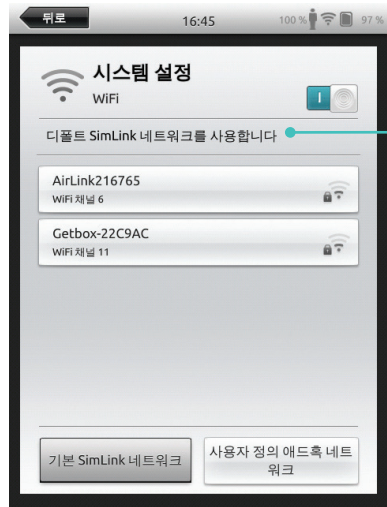 뒤로
16:45
100 %
97 %
시스템 설정
WiFi
I
디폴트 SimLink 네트워크를 사용합니다
AirLink216765
WiFi 채널 6
Getbox-22C9AC
WiFi 채널 11
기본 SimLink 네트워크
사용자 정의 애드혹 네트
워크